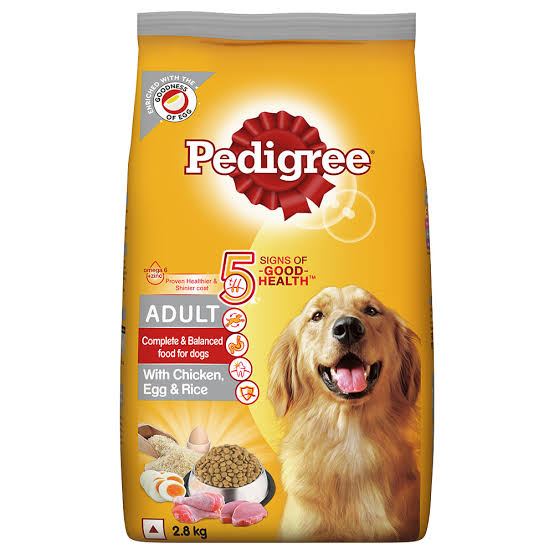 ENRICHED WITH THE
GOODNESS
OF EGG
Pedigree®
omega 6
+zinc
Proven Healthier &
Shinier coat
5
SIGNS OF
-GOOD-
HEALTH™
ADULT
Complete & Balanced
food for dogs
With Chicken,
Egg & Rice
2.8 kg